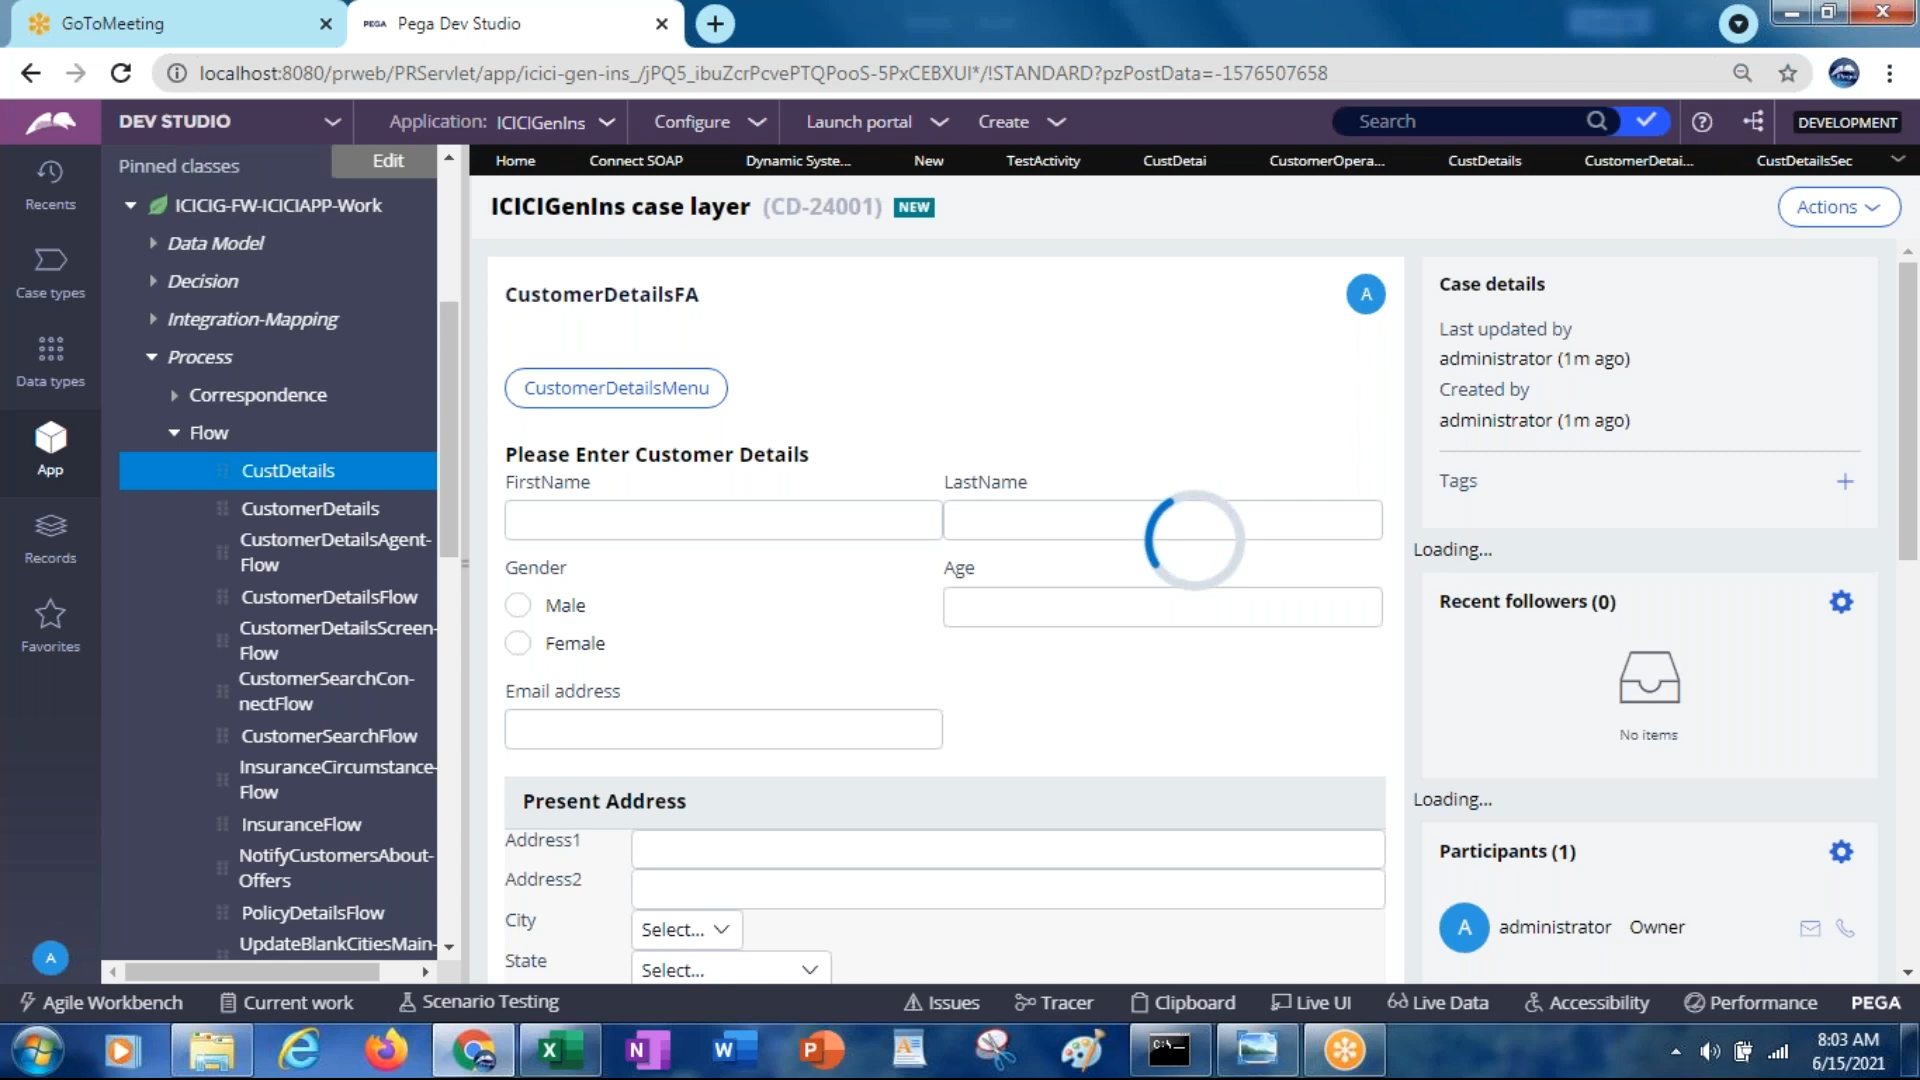 GoToMeeting
PEGA Pega Dev Studio
localhost:8080/prweb/PRServlet/app/icici-gen-ins_/jPQ5_ibuZcrPcvePTQPooS-5PxCEBXUI*/!STANDARD?pzPostData=-1576507658
DEV STUDIO
Application: ICICIGenIns
Configure
Launch portal
Create
Search
DEVELOPMENT
Home
Connect SOAP
Dynamic Syste...
New
TestActivity
CustDetai
CustomerOpera...
CustDetails
CustomerDetai...
CustDetailsSec
Recents
Case types
Data types
App
Records
Favorites
A
Pinned classes
Edit
ICICIG-FW-ICICIAPP-Work
Data Model
Decision
Integration-Mapping
Process
Correspondence
Flow
CustDetails
CustomerDetails
CustomerDetailsAgent-
Flow
CustomerDetailsFlow
CustomerDetailsScreen-
Flow
CustomerSearchCon-
nectFlow
CustomerSearchFlow
InsuranceCircumstance-
Flow
InsuranceFlow
NotifyCustomersAbout-
Offers
PolicyDetailsFlow
UpdateBlankCitiesMain-
ICICIGenIns case layer (CD-24001) NEW
Actions
CustomerDetailsFA
A
CustomerDetailsMenu
Please Enter Customer Details
FirstName
LastName
Gender
Age
Male
Female
Email address
Present Address
Address1
Address2
City
Select...
State
Select...
Case details
Last updated by
administrator (1m ago)
Created by
administrator (1m ago)
Tags
Loading...
Recent followers (0)
No items
Loading...
Participants (1)
A administrator Owner
Agile Workbench
Current work
Scenario Testing
Issues
Tracer
Clipboard
Live UI
Live Data
Accessibility
Performance
PEGA
C:\_
8:03 AM
6/15/2021